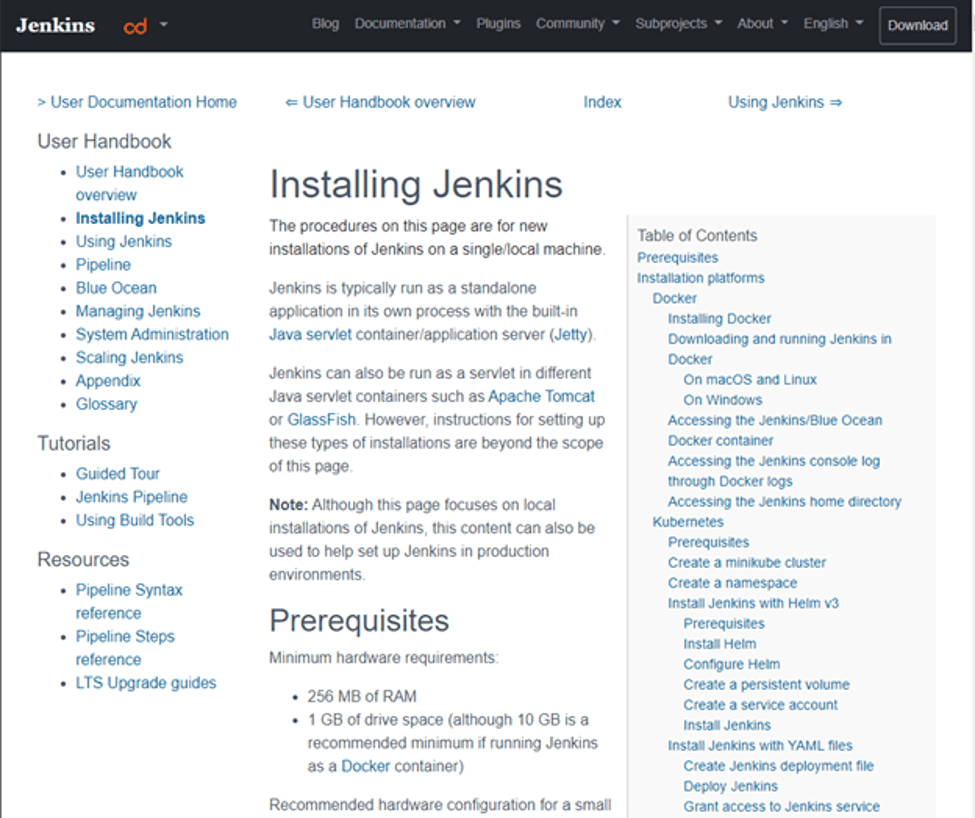 Jenkins cd Blog Documentation Plugins Community Subprojects About English Download
> User Documentation Home ⇐ User Handbook overview Index Using Jenkins ⇒
User Handbook
• User Handbook
overview
• Installing Jenkins
• Using Jenkins
• Pipeline
• Blue Ocean
• Managing Jenkins
• System Administration
• Scaling Jenkins
• Appendix
• Glossary
Tutorials
• Guided Tour
• Jenkins Pipeline
• Using Build Tools
Resources
• Pipeline Syntax
reference
• Pipeline Steps
reference
• LTS Upgrade guides
Installing Jenkins
The procedures on this page are for new
installations of Jenkins on a single/local machine.
Jenkins is typically run as a standalone
application in its own process with the built-in
Java servlet container/application server (Jetty).
Jenkins can also be run as a servlet in different
Java servlet containers such as Apache Tomcat
or GlassFish. However, instructions for setting up
these types of installations are beyond the scope
of this page.
Note: Although this page focuses on local
installations of Jenkins, this content can also be
used to help set up Jenkins in production
environments.
Prerequisites
Minimum hardware requirements:
• 256 MB of RAM
• 1 GB of drive space (although 10 GB is a
recommended minimum if running Jenkins
as a Docker container)
Recommended hardware configuration for a small
Table of Contents
Prerequisites
Installation platforms
Docker
Installing Docker
Downloading and running Jenkins in
Docker
On macOS and Linux
On Windows
Accessing the Jenkins/Blue Ocean
Docker container
Accessing the Jenkins console log
through Docker logs
Accessing the Jenkins home directory
Kubernetes
Prerequisites
Create a minikube cluster
Create a namespace
Install Jenkins with Helm v3
Prerequisites
Install Helm
Configure Helm
Create a persistent volume
Create a service account
Install Jenkins
Install Jenkins with YAML files
Create Jenkins deployment file
Deploy Jenkins
Grant access to Jenkins service